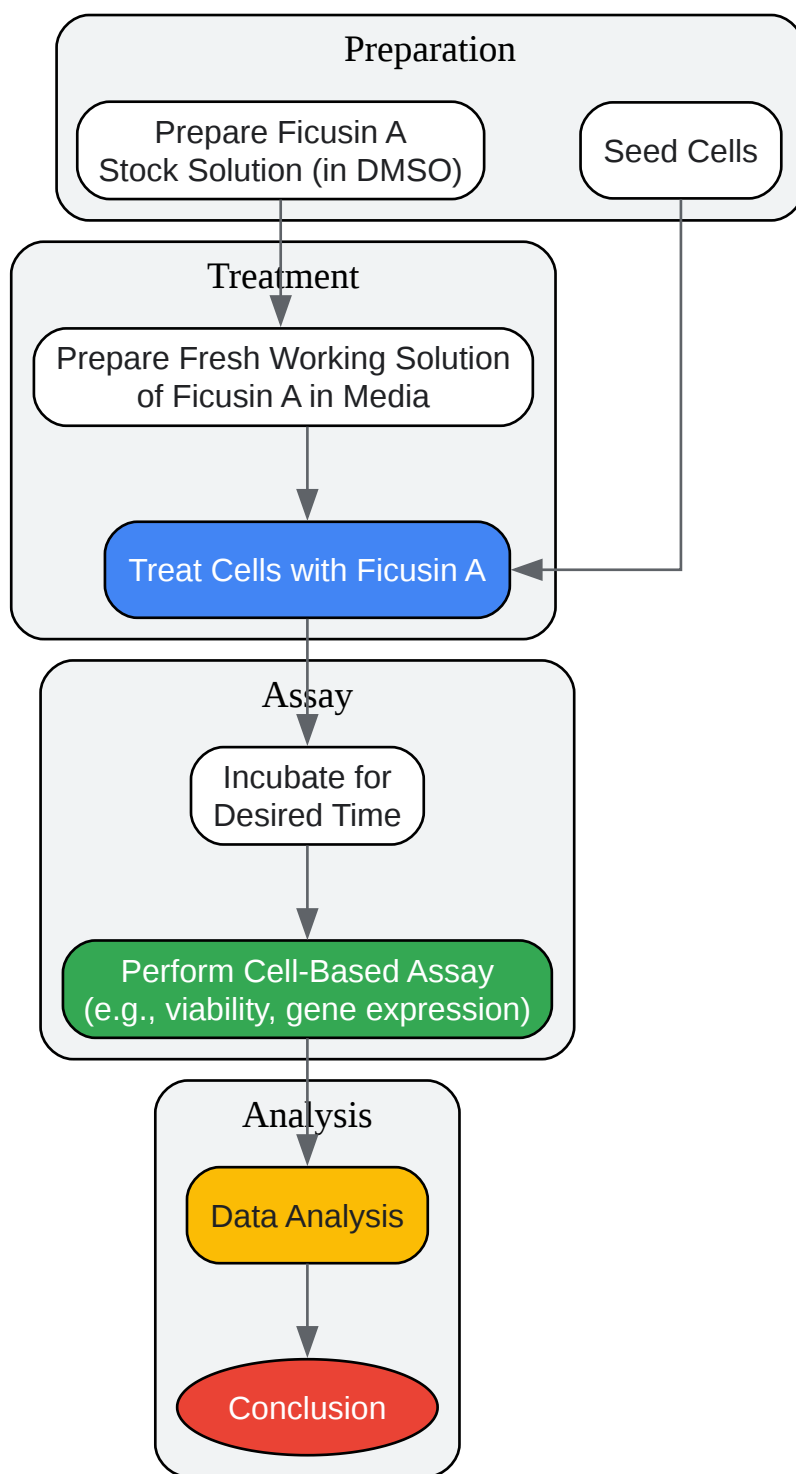 Preparation
Prepare Ficusin A
Stock Solution (in DMSO)
Seed Cells
Treatment
Prepare Fresh Working Solution
of Ficusin A in Media
Treat Cells with Ficusin A
Assay
Incubate for
Desired Time
Perform Cell-Based Assay
(e.g., viability, gene expression)
Analysis
Data Analysis
Conclusion